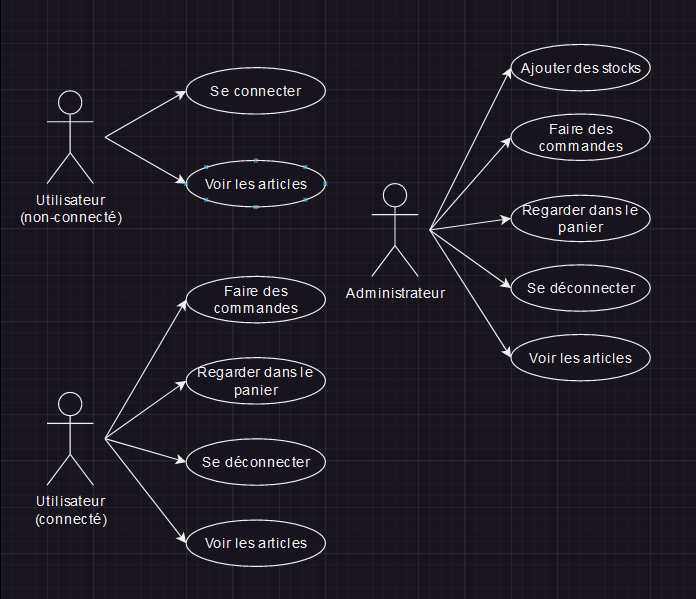 Se connecter
Voir les articles
Utilisateur
(non-connecté)
Ajouter des stocks
Faire des
commandes
Regarder dans le
panier
Se déconnecter
Voir les articles
Administrateur
Faire des
commandes
Regarder dans le
panier
Se déconnecter
Voir les articles
Utilisateur
(connecté)